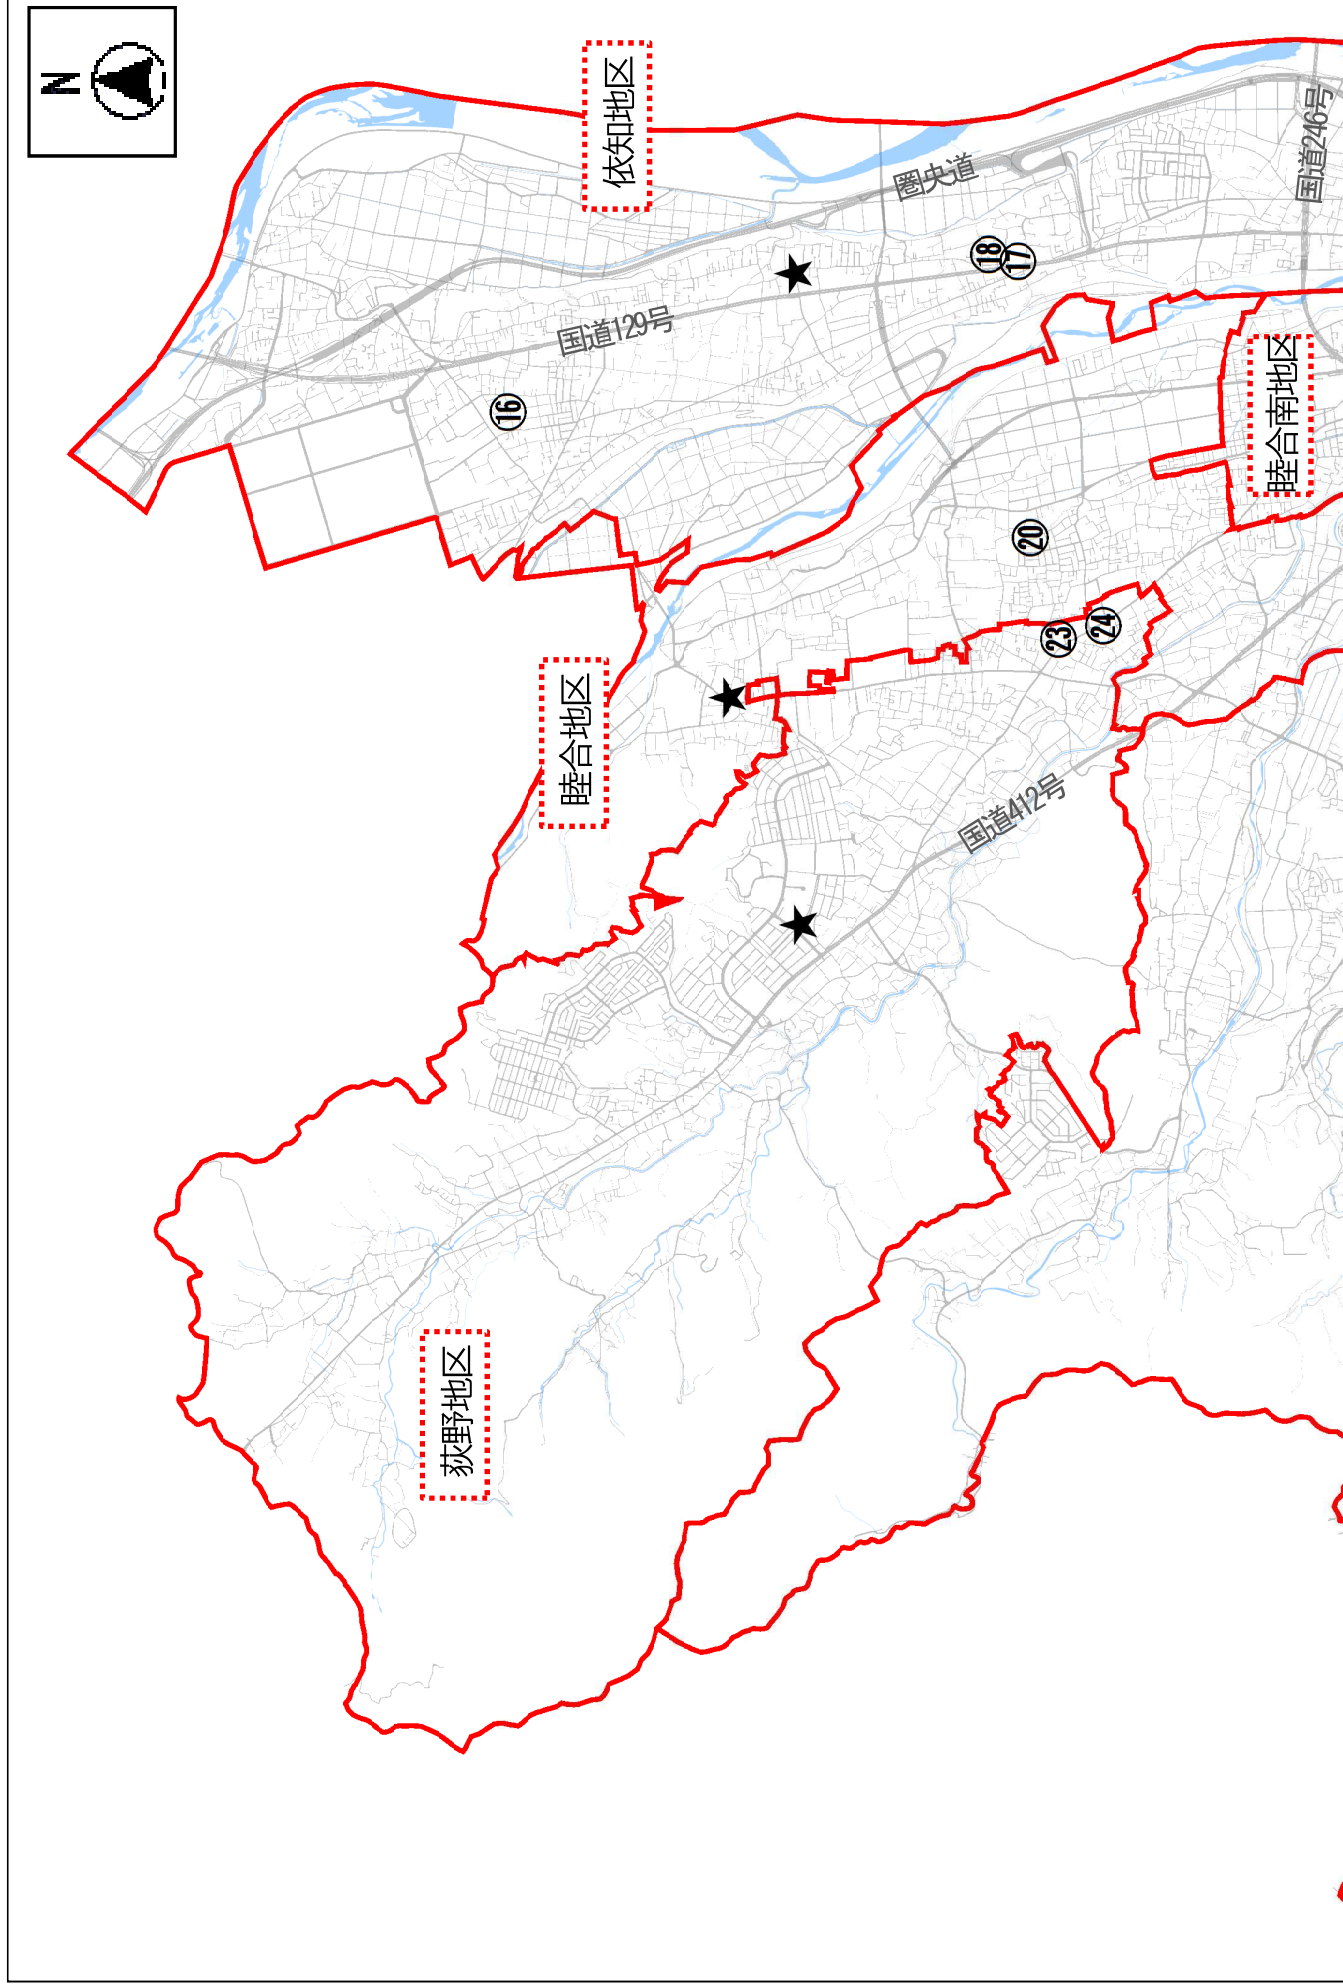 N
依知地区
圏央道
国道246号
⑱
⑰
国道129号
⑯
睦合南地区
⑳
㉓
㉔
睦合地区
国道412号
荻野地区